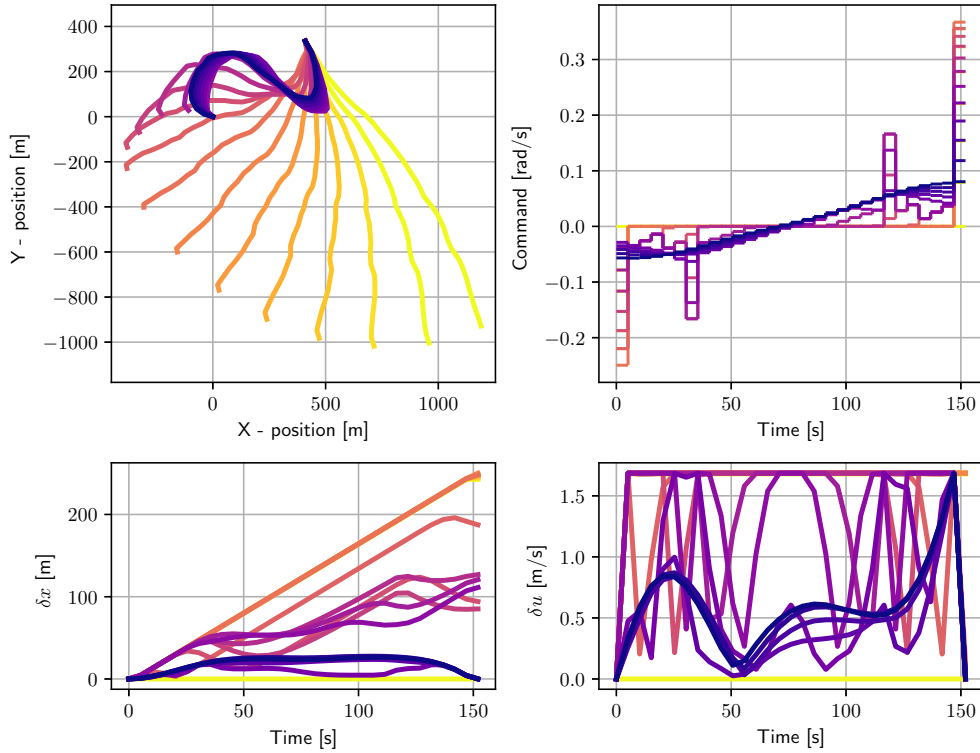 400
200
0
−200
−400
−600
−800
−1000
Y - position [m]
0 500 1000
X - position [m]
0.3
0.2
0.1
0.0
−0.1
−0.2
Command [rad/s]
0 50 100 150
Time [s]
200
100
0
δx [m]
0 50 100 150
Time [s]
1.5
1.0
0.5
0.0
δu [m/s]
0 50 100 150
Time [s]